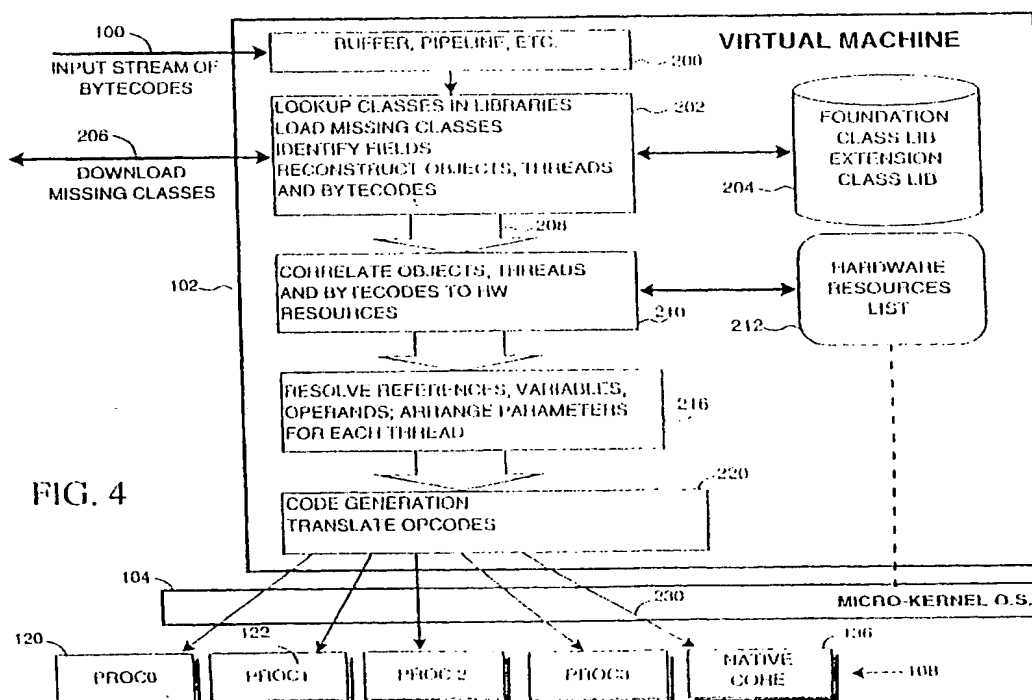 100
INPUT STREAM OF
BYTECODES
206
DOWNLOAD
MISSING CLASSES
VIRTUAL MACHINE
BUFFER, PIPELINE, ETC.
200
LOOKUP CLASSES IN LIBRARIES
LOAD MISSING CLASSES
IDENTIFY FIELDS
RECONSTRUCT OBJECTS, THREADS
AND BYTECODES
202
FOUNDATION
CLASS LIB
EXTENSION
CLASS LIB
204
208
102
CORRELATE OBJECTS, THREADS
AND BYTECODES TO HW
RESOURCES
210
HARDWARE
RESOURCES
LIST
212
RESOLVE REFERENCES, VARIABLES,
OPERANDS; ARRANGE PARAMETERS
FOR EACH THREAD
216
FIG. 4
CODE GENERATION
TRANSLATE OPCODES
220
104
230
MICRO-KERNEL O.S.
120
PROC0
122
PROC1
PROC 2
PROC3
NATIVE
CORE
136
108